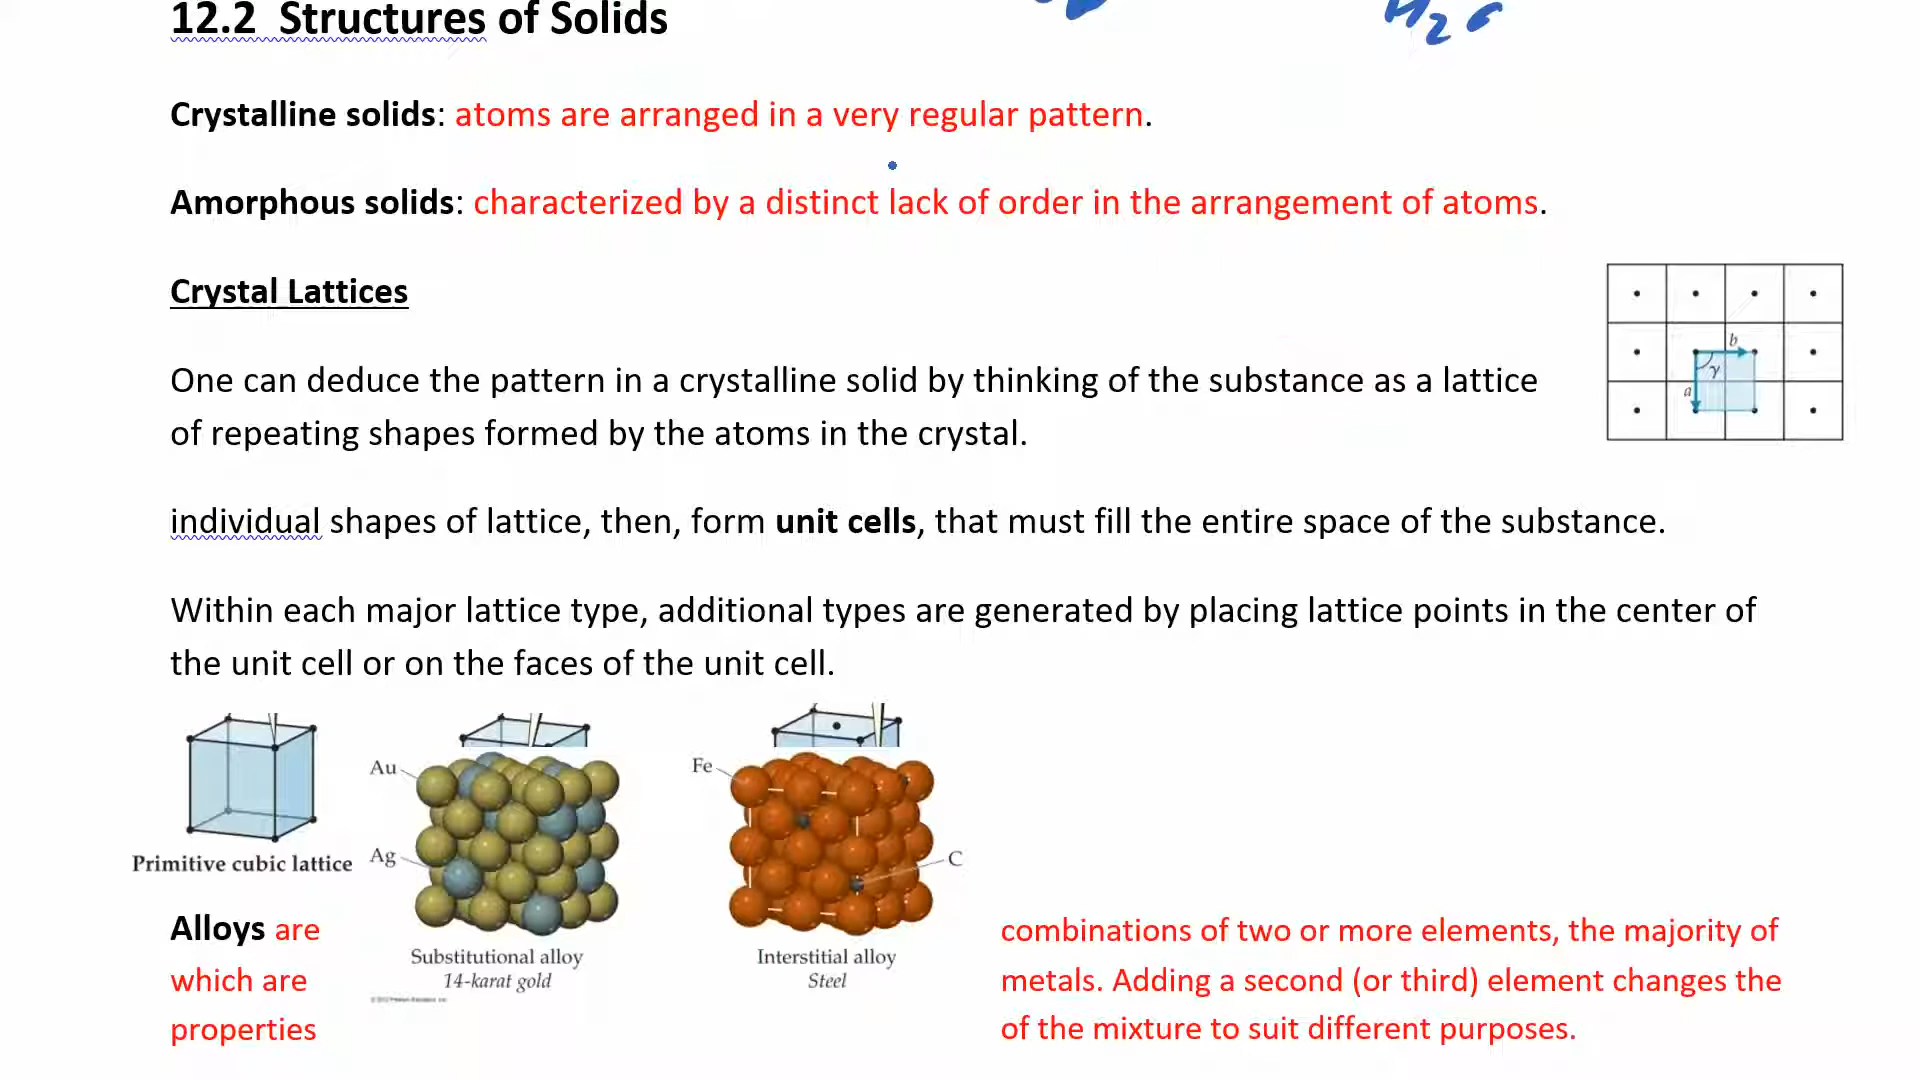 12.2  Structures of Solids
H2O
Crystalline solids: atoms are arranged in a very regular pattern.
Amorphous solids: characterized by a distinct lack of order in the arrangement of atoms.
Crystal Lattices
b
γ
a
One can deduce the pattern in a crystalline solid by thinking of the substance as a lattice
of repeating shapes formed by the atoms in the crystal.
individual shapes of lattice, then, form unit cells, that must fill the entire space of the substance.
Within each major lattice type, additional types are generated by placing lattice points in the center of
the unit cell or on the faces of the unit cell.
Au
Fe
Ag
C
Primitive cubic lattice
Substitutional alloy
14-karat gold
Interstitial alloy
Steel
Alloys are combinations of two or more elements, the majority of
which are metals. Adding a second (or third) element changes the
properties of the mixture to suit different purposes.